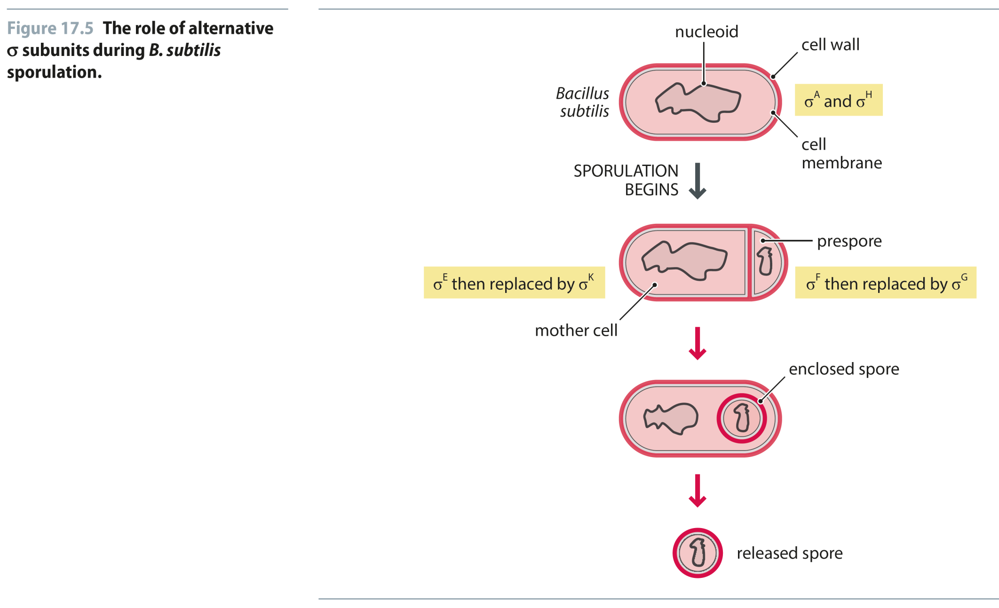 Figure 17.5 The role of alternative
σ subunits during B. subtilis
sporulation.
nucleoid
cell wall
Bacillus
subtilis
σA and σH
cell
membrane
SPORULATION
BEGINS
prespore
σE then replaced by σK
σF then replaced by σG
mother cell
enclosed spore
released spore